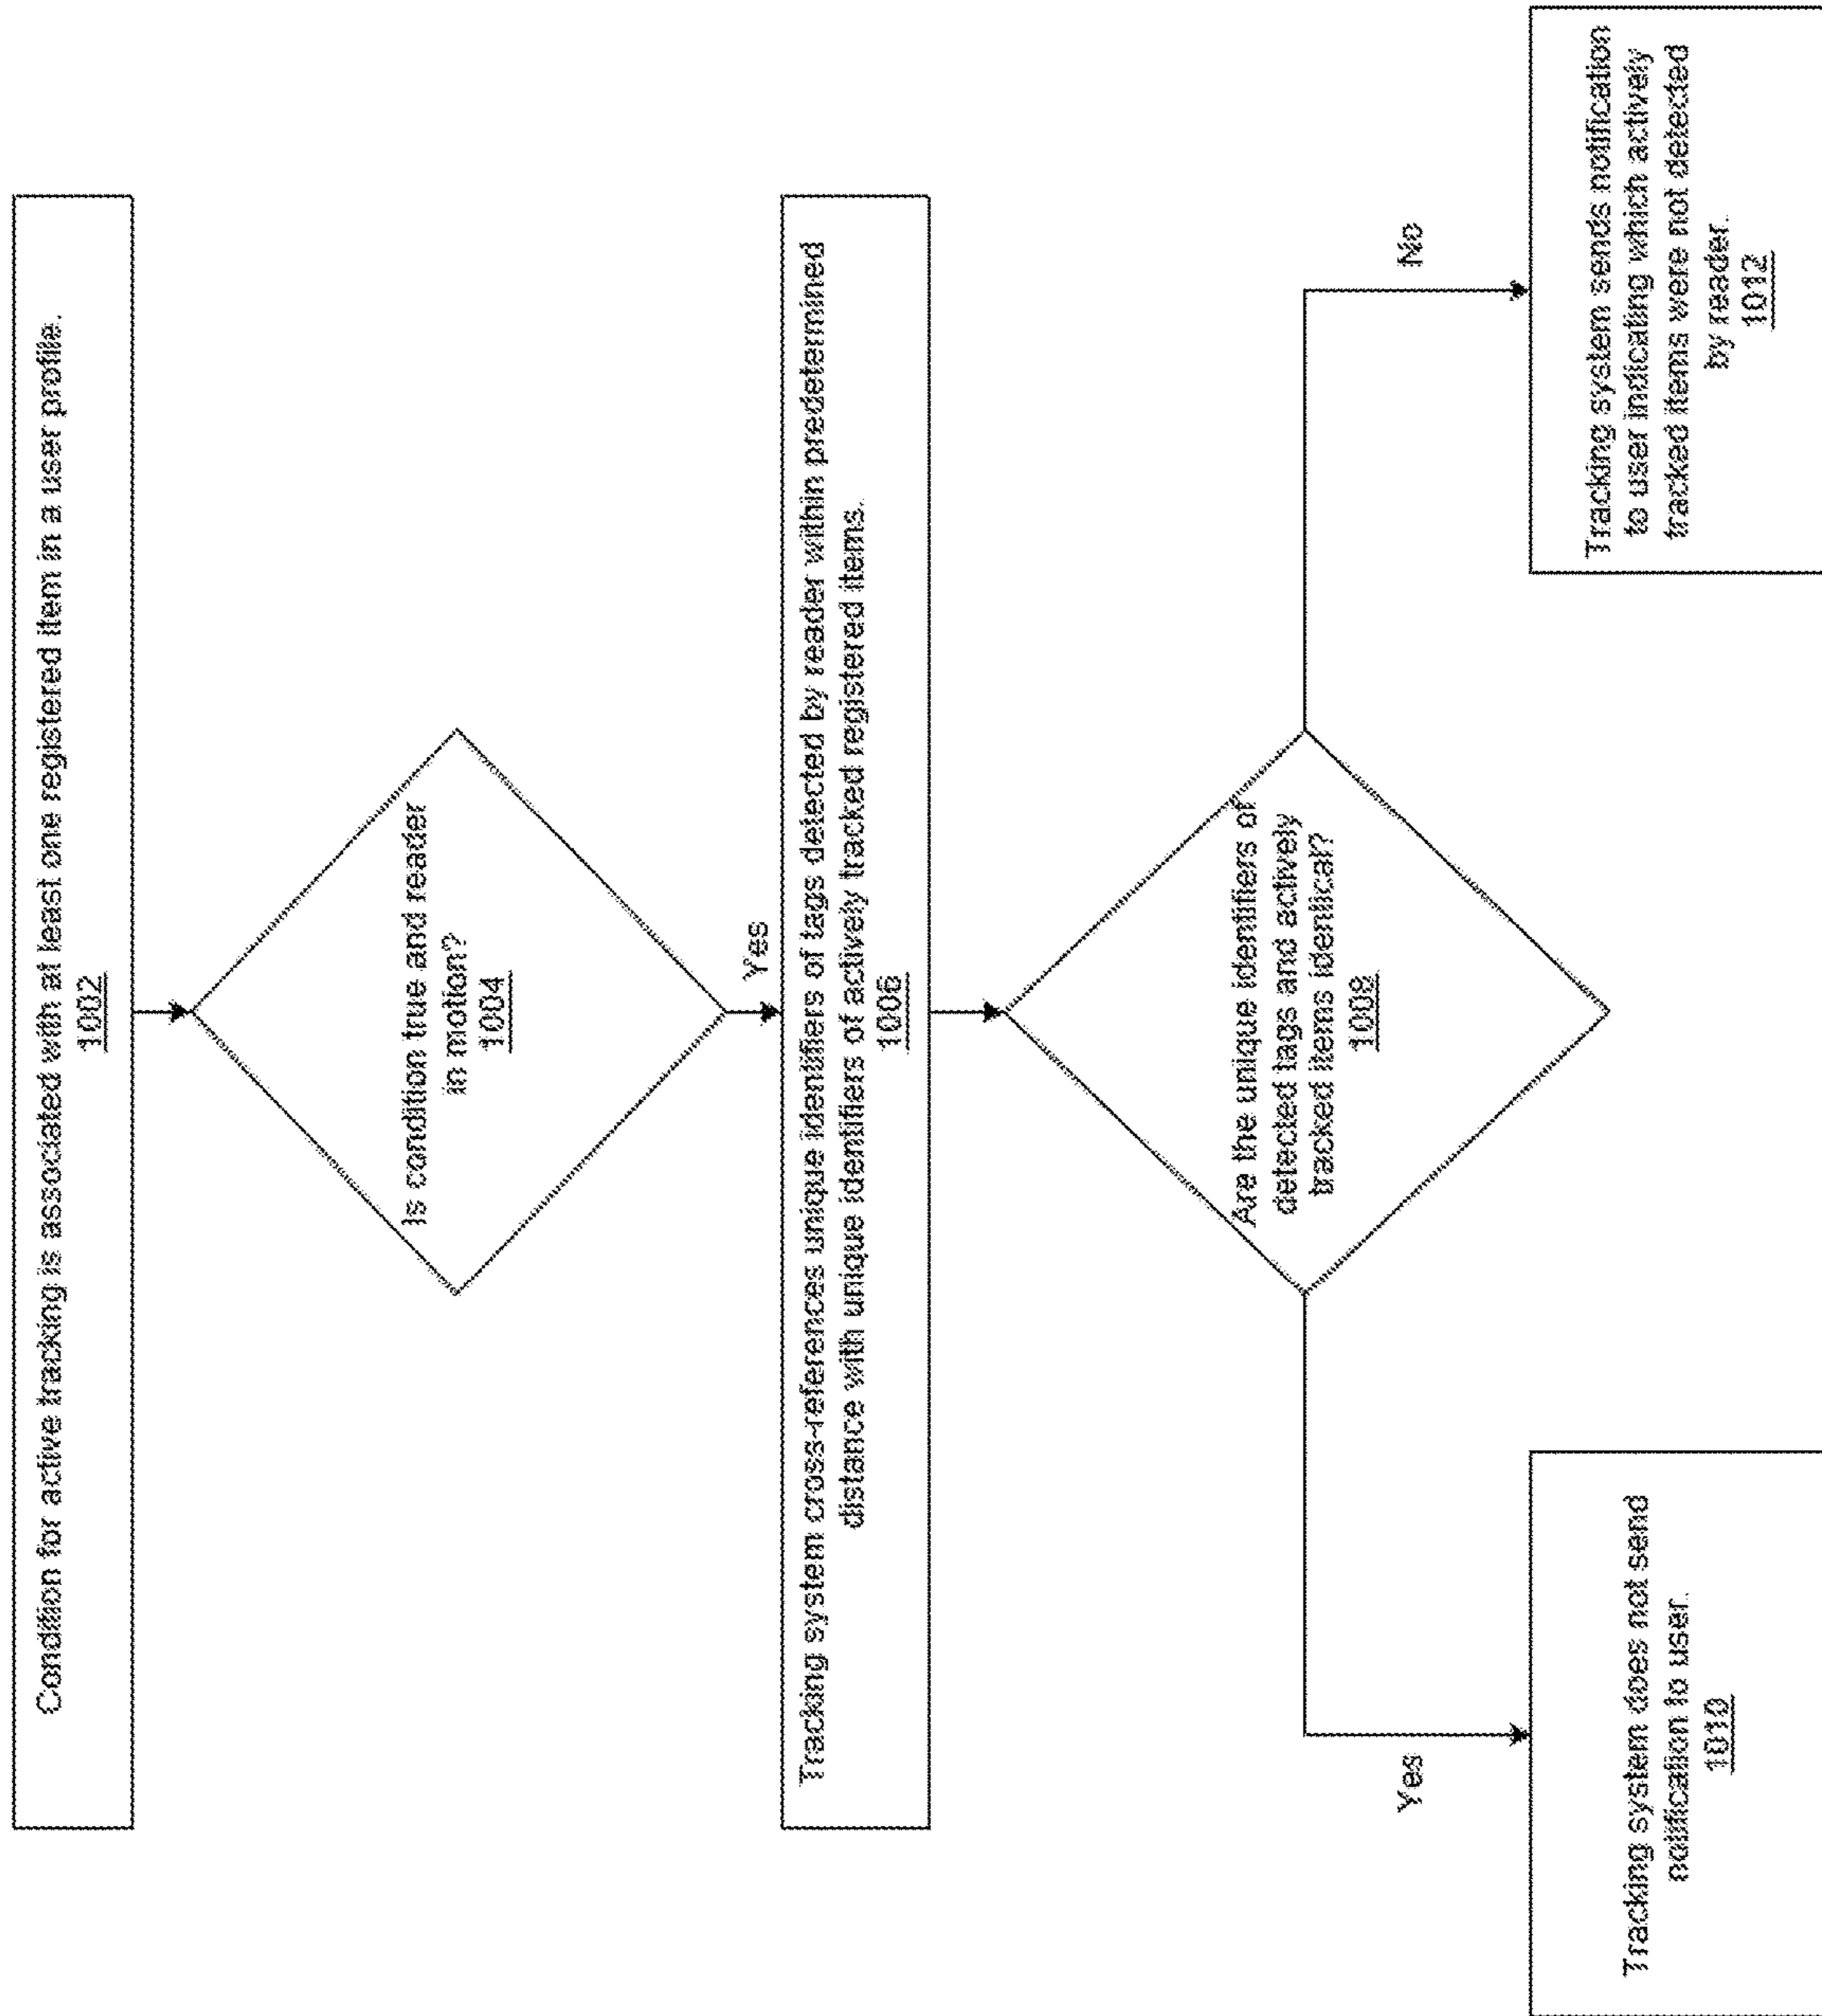 Condition for active tracking is associated with at least one registered item in a user profile.
1002
Is condition true and reader
in motion?
1004
Yes
Tracking system cross-references unique identifiers of tags detected by reader within predetermined
distance with unique identifiers of actively tracked registered items.
1006
Are the unique identifiers of
detected tags and actively
tracked items identical?
1008
Yes
No
Tracking system does not send
notification to user.
1010
Tracking system sends notification
to user indicating which actively
tracked items were not detected
by reader.
1012